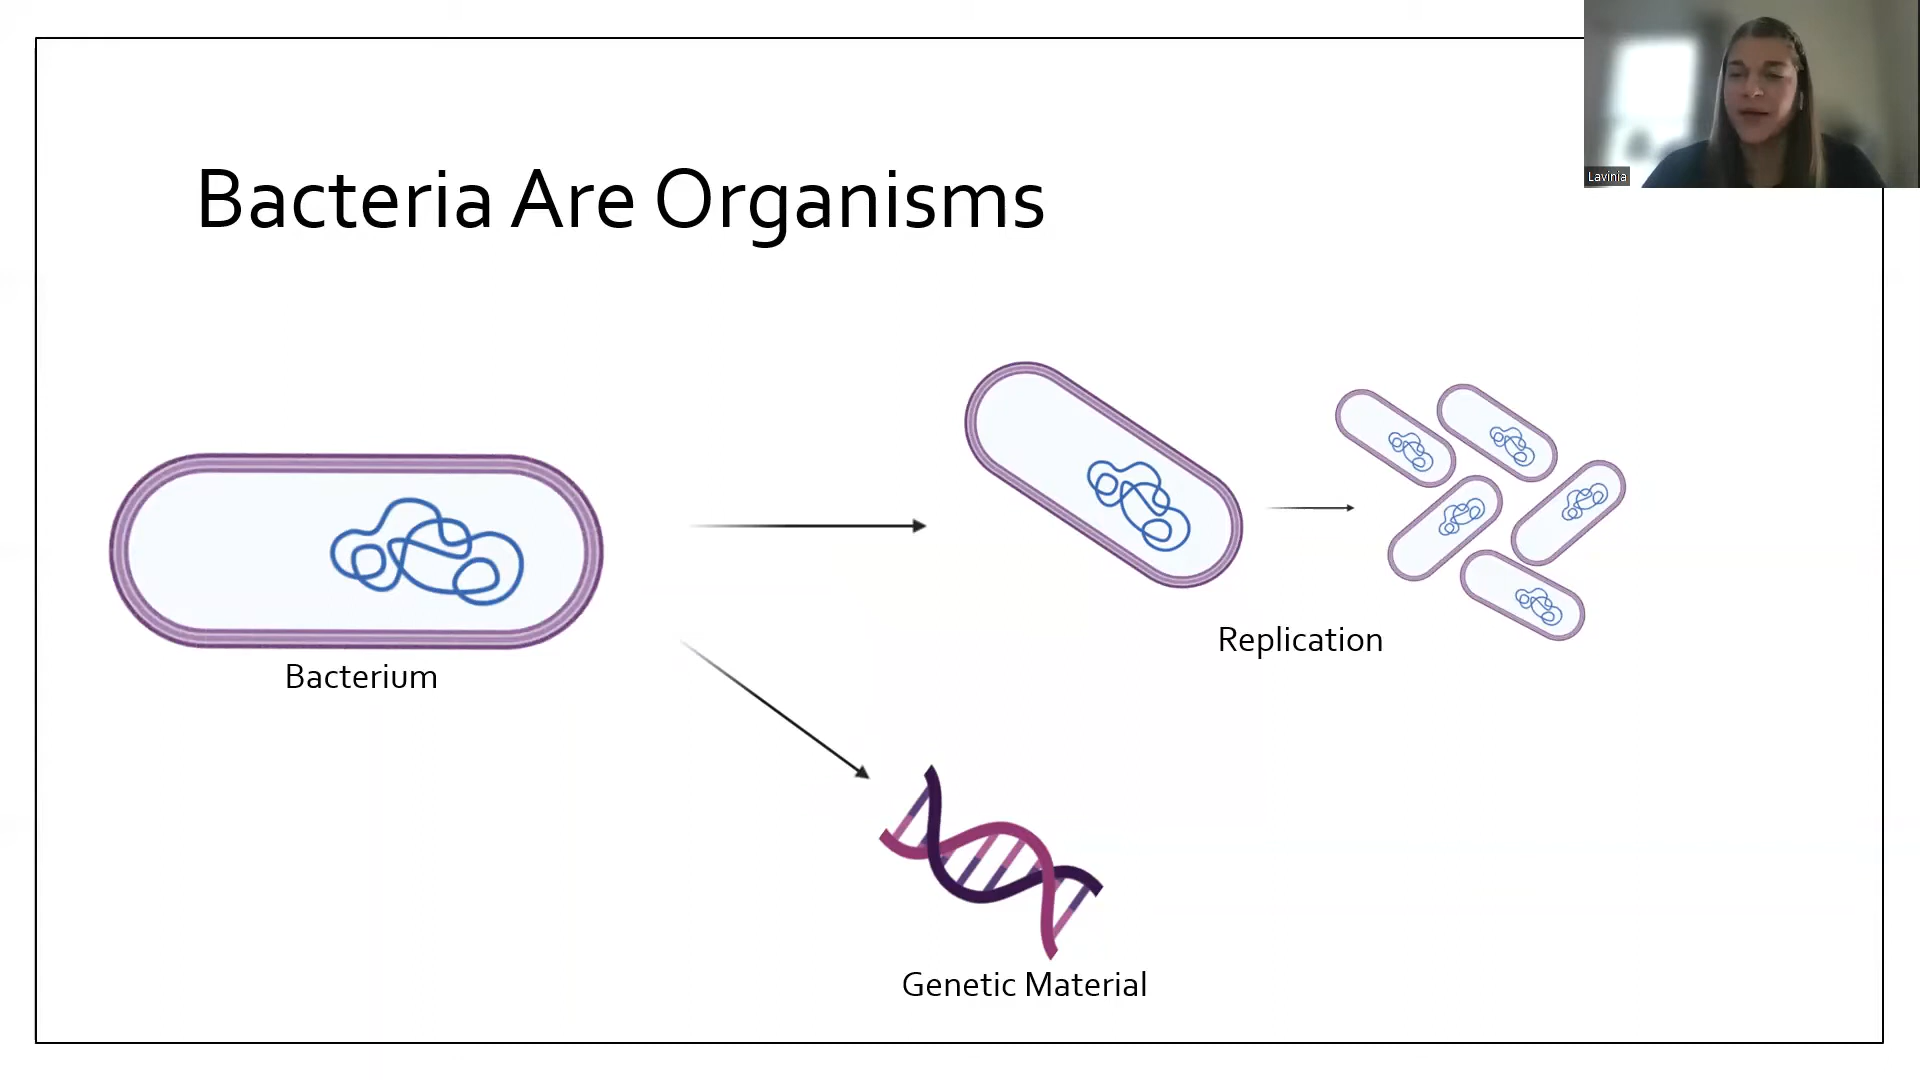 Lavinia
Bacteria Are Organisms
Bacterium
Replication
Genetic Material